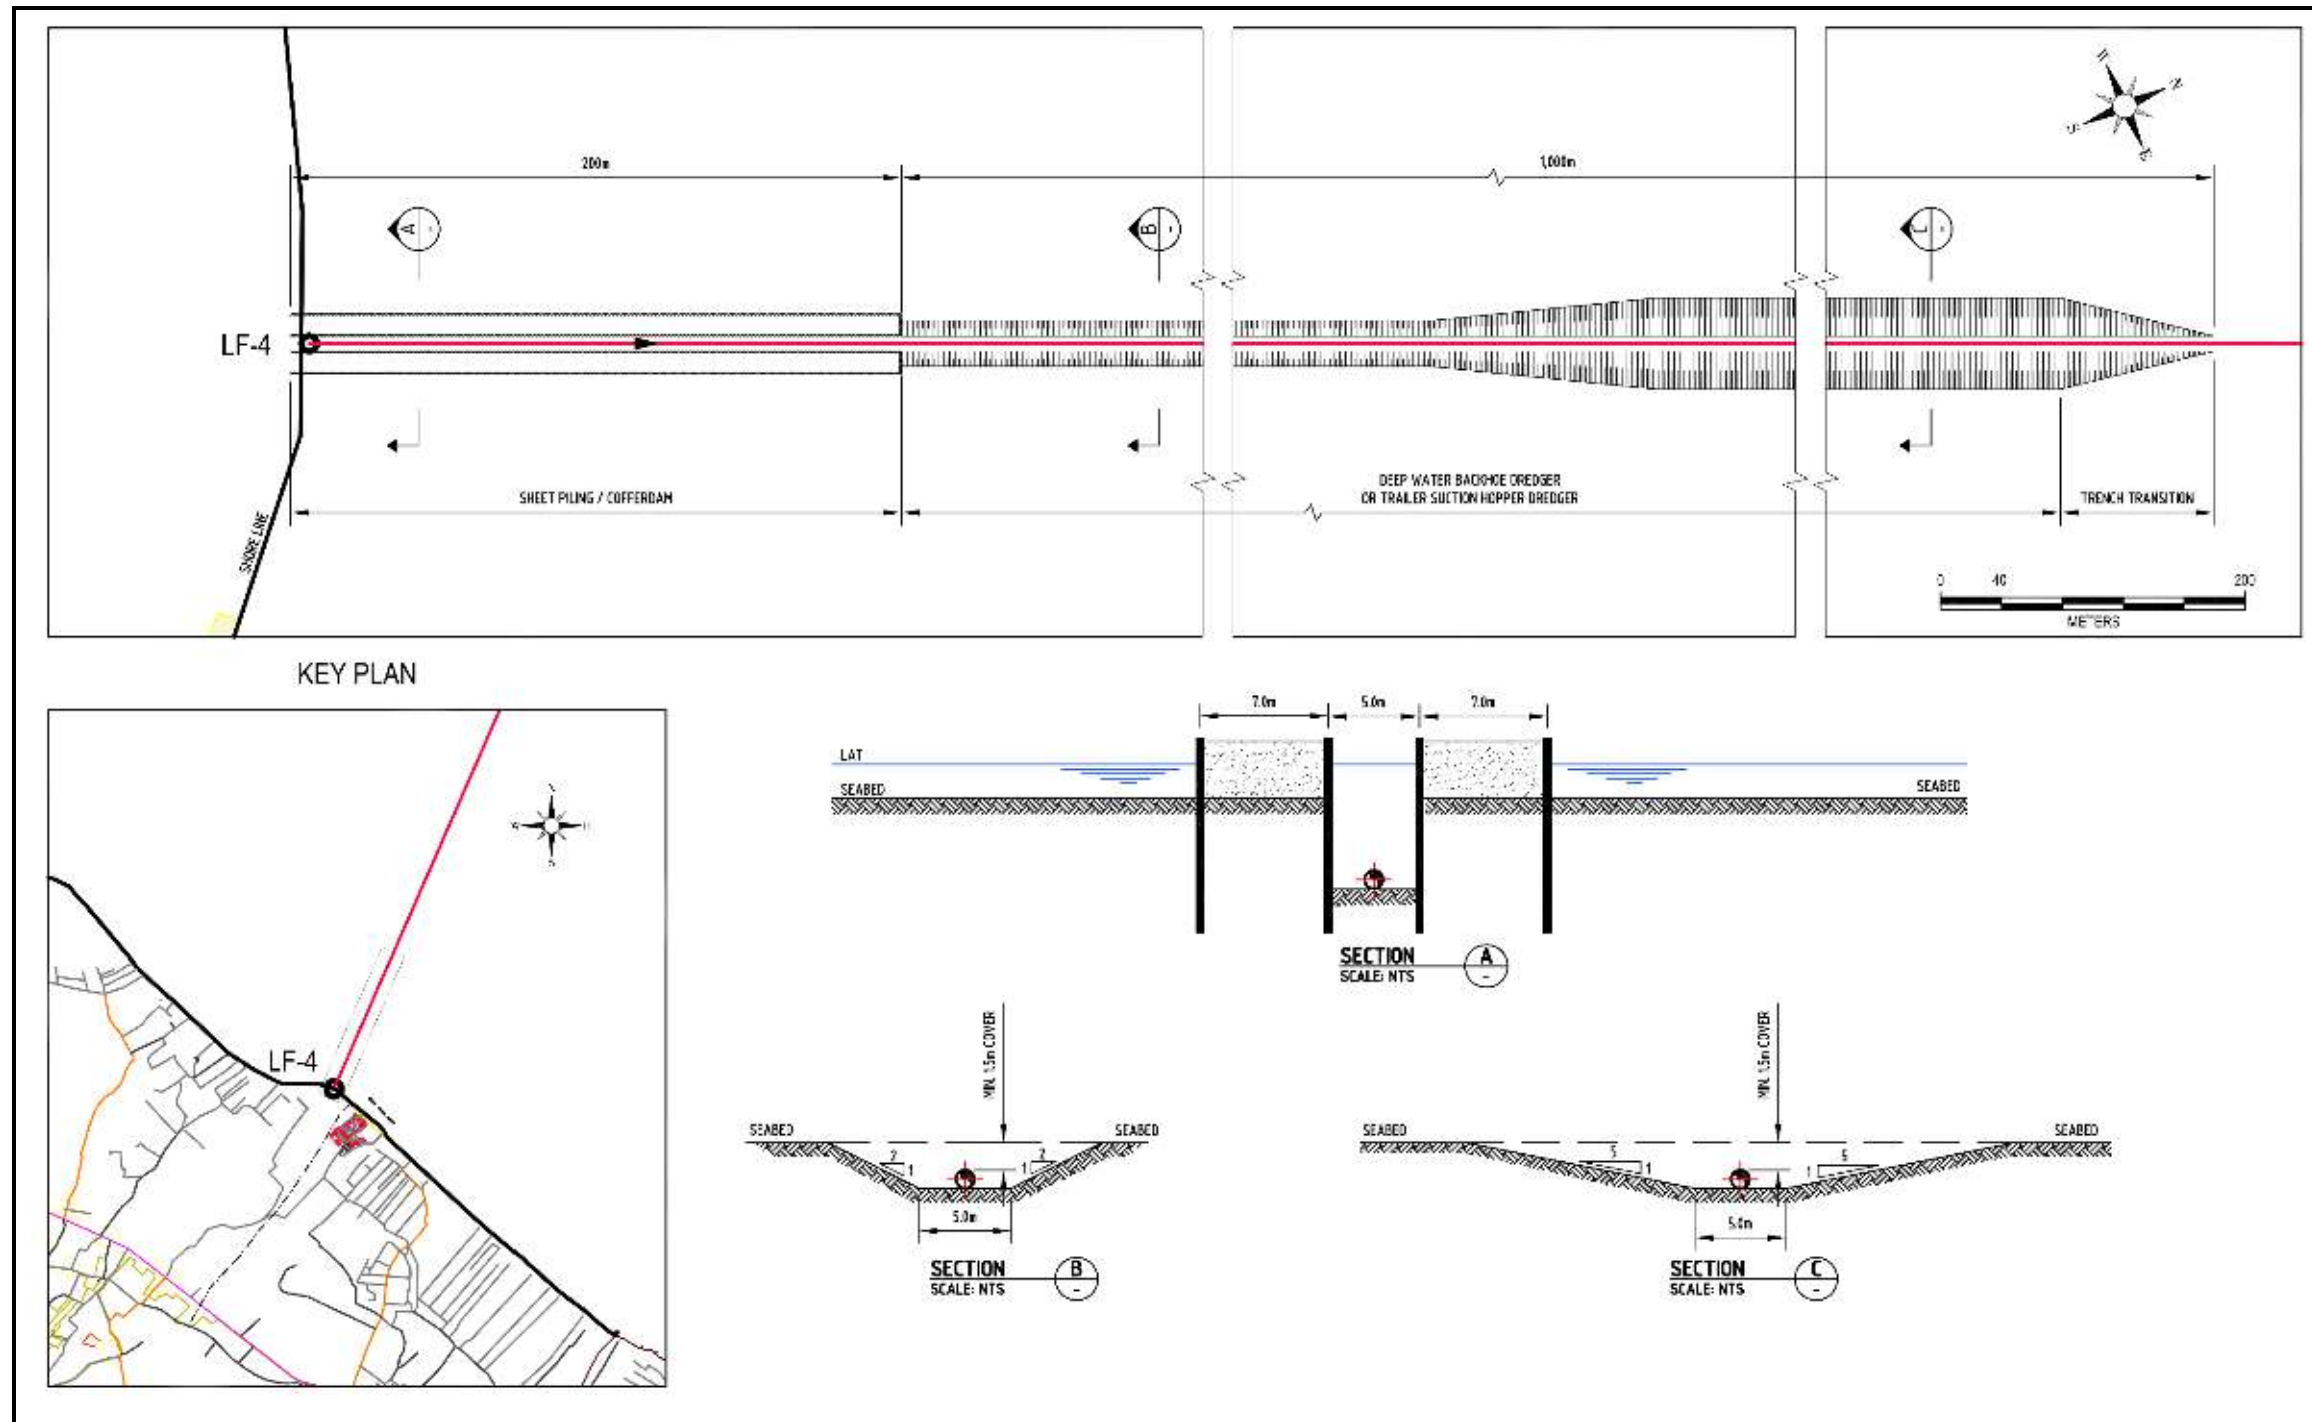 200m
1,000m
A
-
B
-
C
-
LF-4
SHEET PILING / COFFERDAM
DEEP WATER BACKHOE DREDGER
OR TRAILER SUCTION HOPPER DREDGER
TRENCH TRANSITION
SHORE LINE
0 40 200
METERS
KEY PLAN
LF-4
7.0m 5.0m 7.0m
LAT
SEABED
SEABED
SECTION
SCALE: NTS
A
-
MIN. 1.5m COVER
SEABED
SEABED
2
1
1
2
5.0m
SECTION
SCALE: NTS
B
-
MIN. 1.5m COVER
SEABED
SEABED
5
1
1
5
5.0m
SECTION
SCALE: NTS
C
-